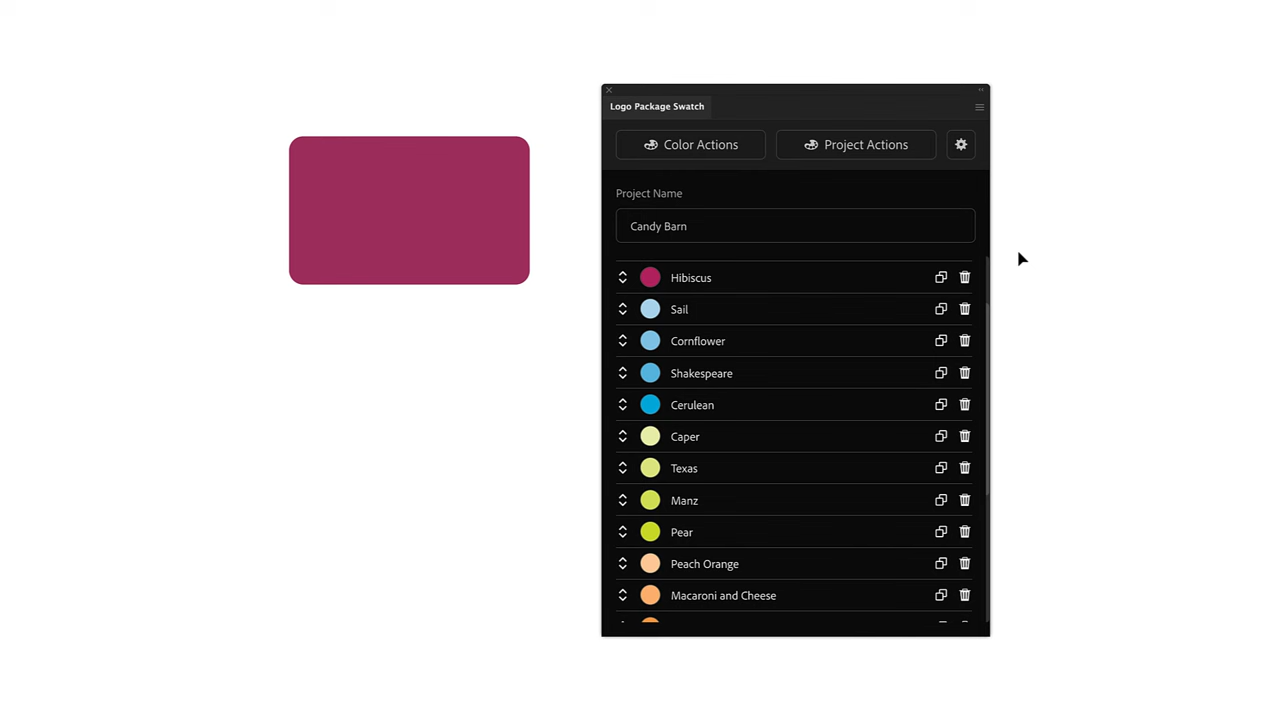 Logo Package Swatch
Color Actions
Project Actions
Project Name
Candy Barn
Hibiscus
Sail
Cornflower
Shakespeare
Cerulean
Caper
Texas
Manz
Pear
Peach Orange
Macaroni and Cheese